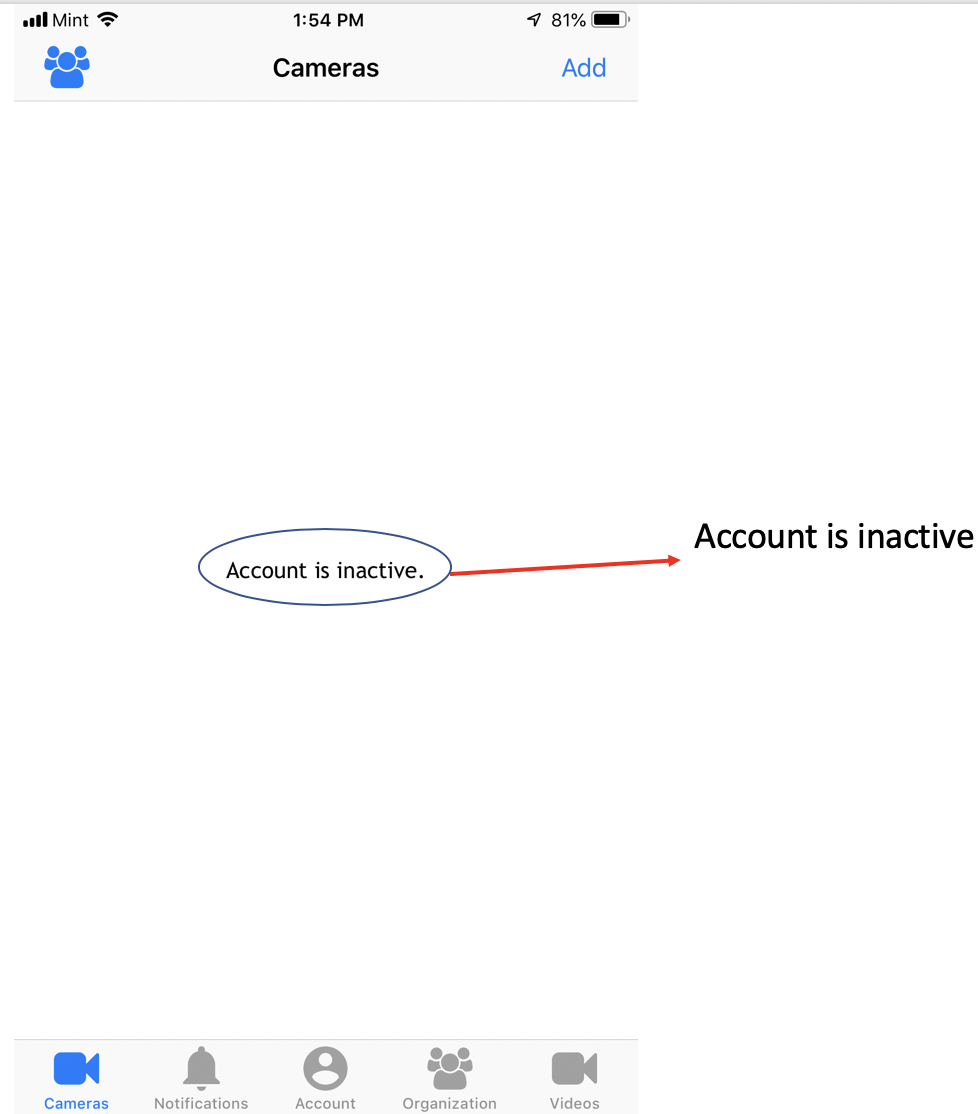 Mint 1:54 PM 81%
Cameras Add
Account is inactive
Account is inactive.
Cameras Notifications Account Organization Videos